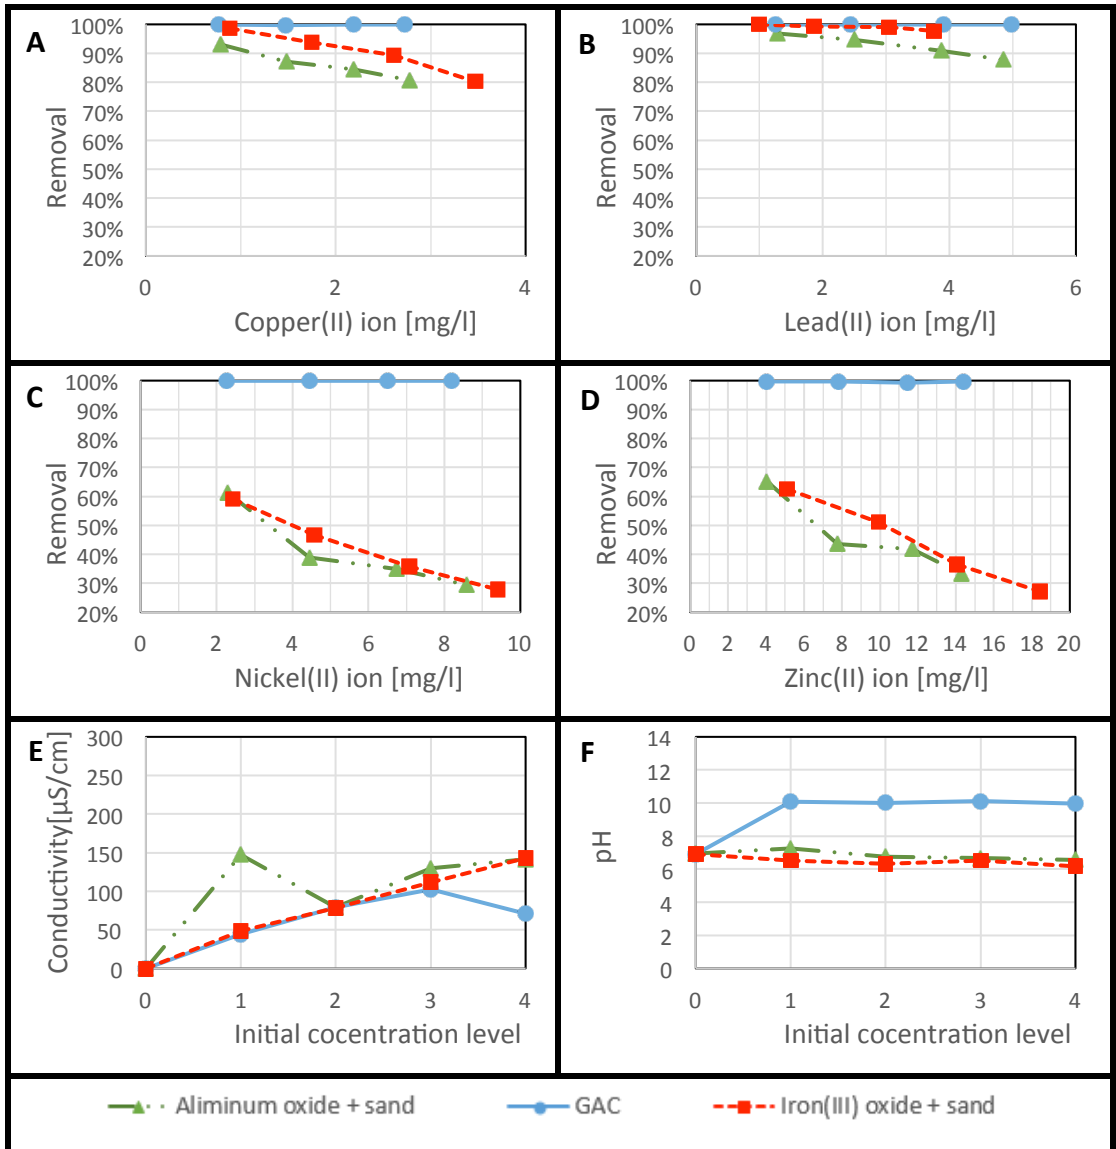 A
100%
90%
80%
70%
60%
50%
40%
30%
20%
Removal
0 2 4
Copper(II) ion [mg/l]
B
100%
90%
80%
70%
60%
50%
40%
30%
20%
Removal
0 2 4 6
Lead(II) ion [mg/l]
C
100%
90%
80%
70%
60%
50%
40%
30%
20%
Removal
0 2 4 6 8 10
Nickel(II) ion [mg/l]
D
100%
90%
80%
70%
60%
50%
40%
30%
20%
Removal
0 2 4 6 8 10 12 14 16 18 20
Zinc(II) ion [mg/l]
E
300
250
200
150
100
50
0
Conductivity[µS/cm]
0 1 2 3 4
Initial cocentration level
F
14
12
10
8
6
4
2
0
pH
0 1 2 3 4
Initial cocentration level
Aliminum oxide + sand GAC Iron(III) oxide + sand